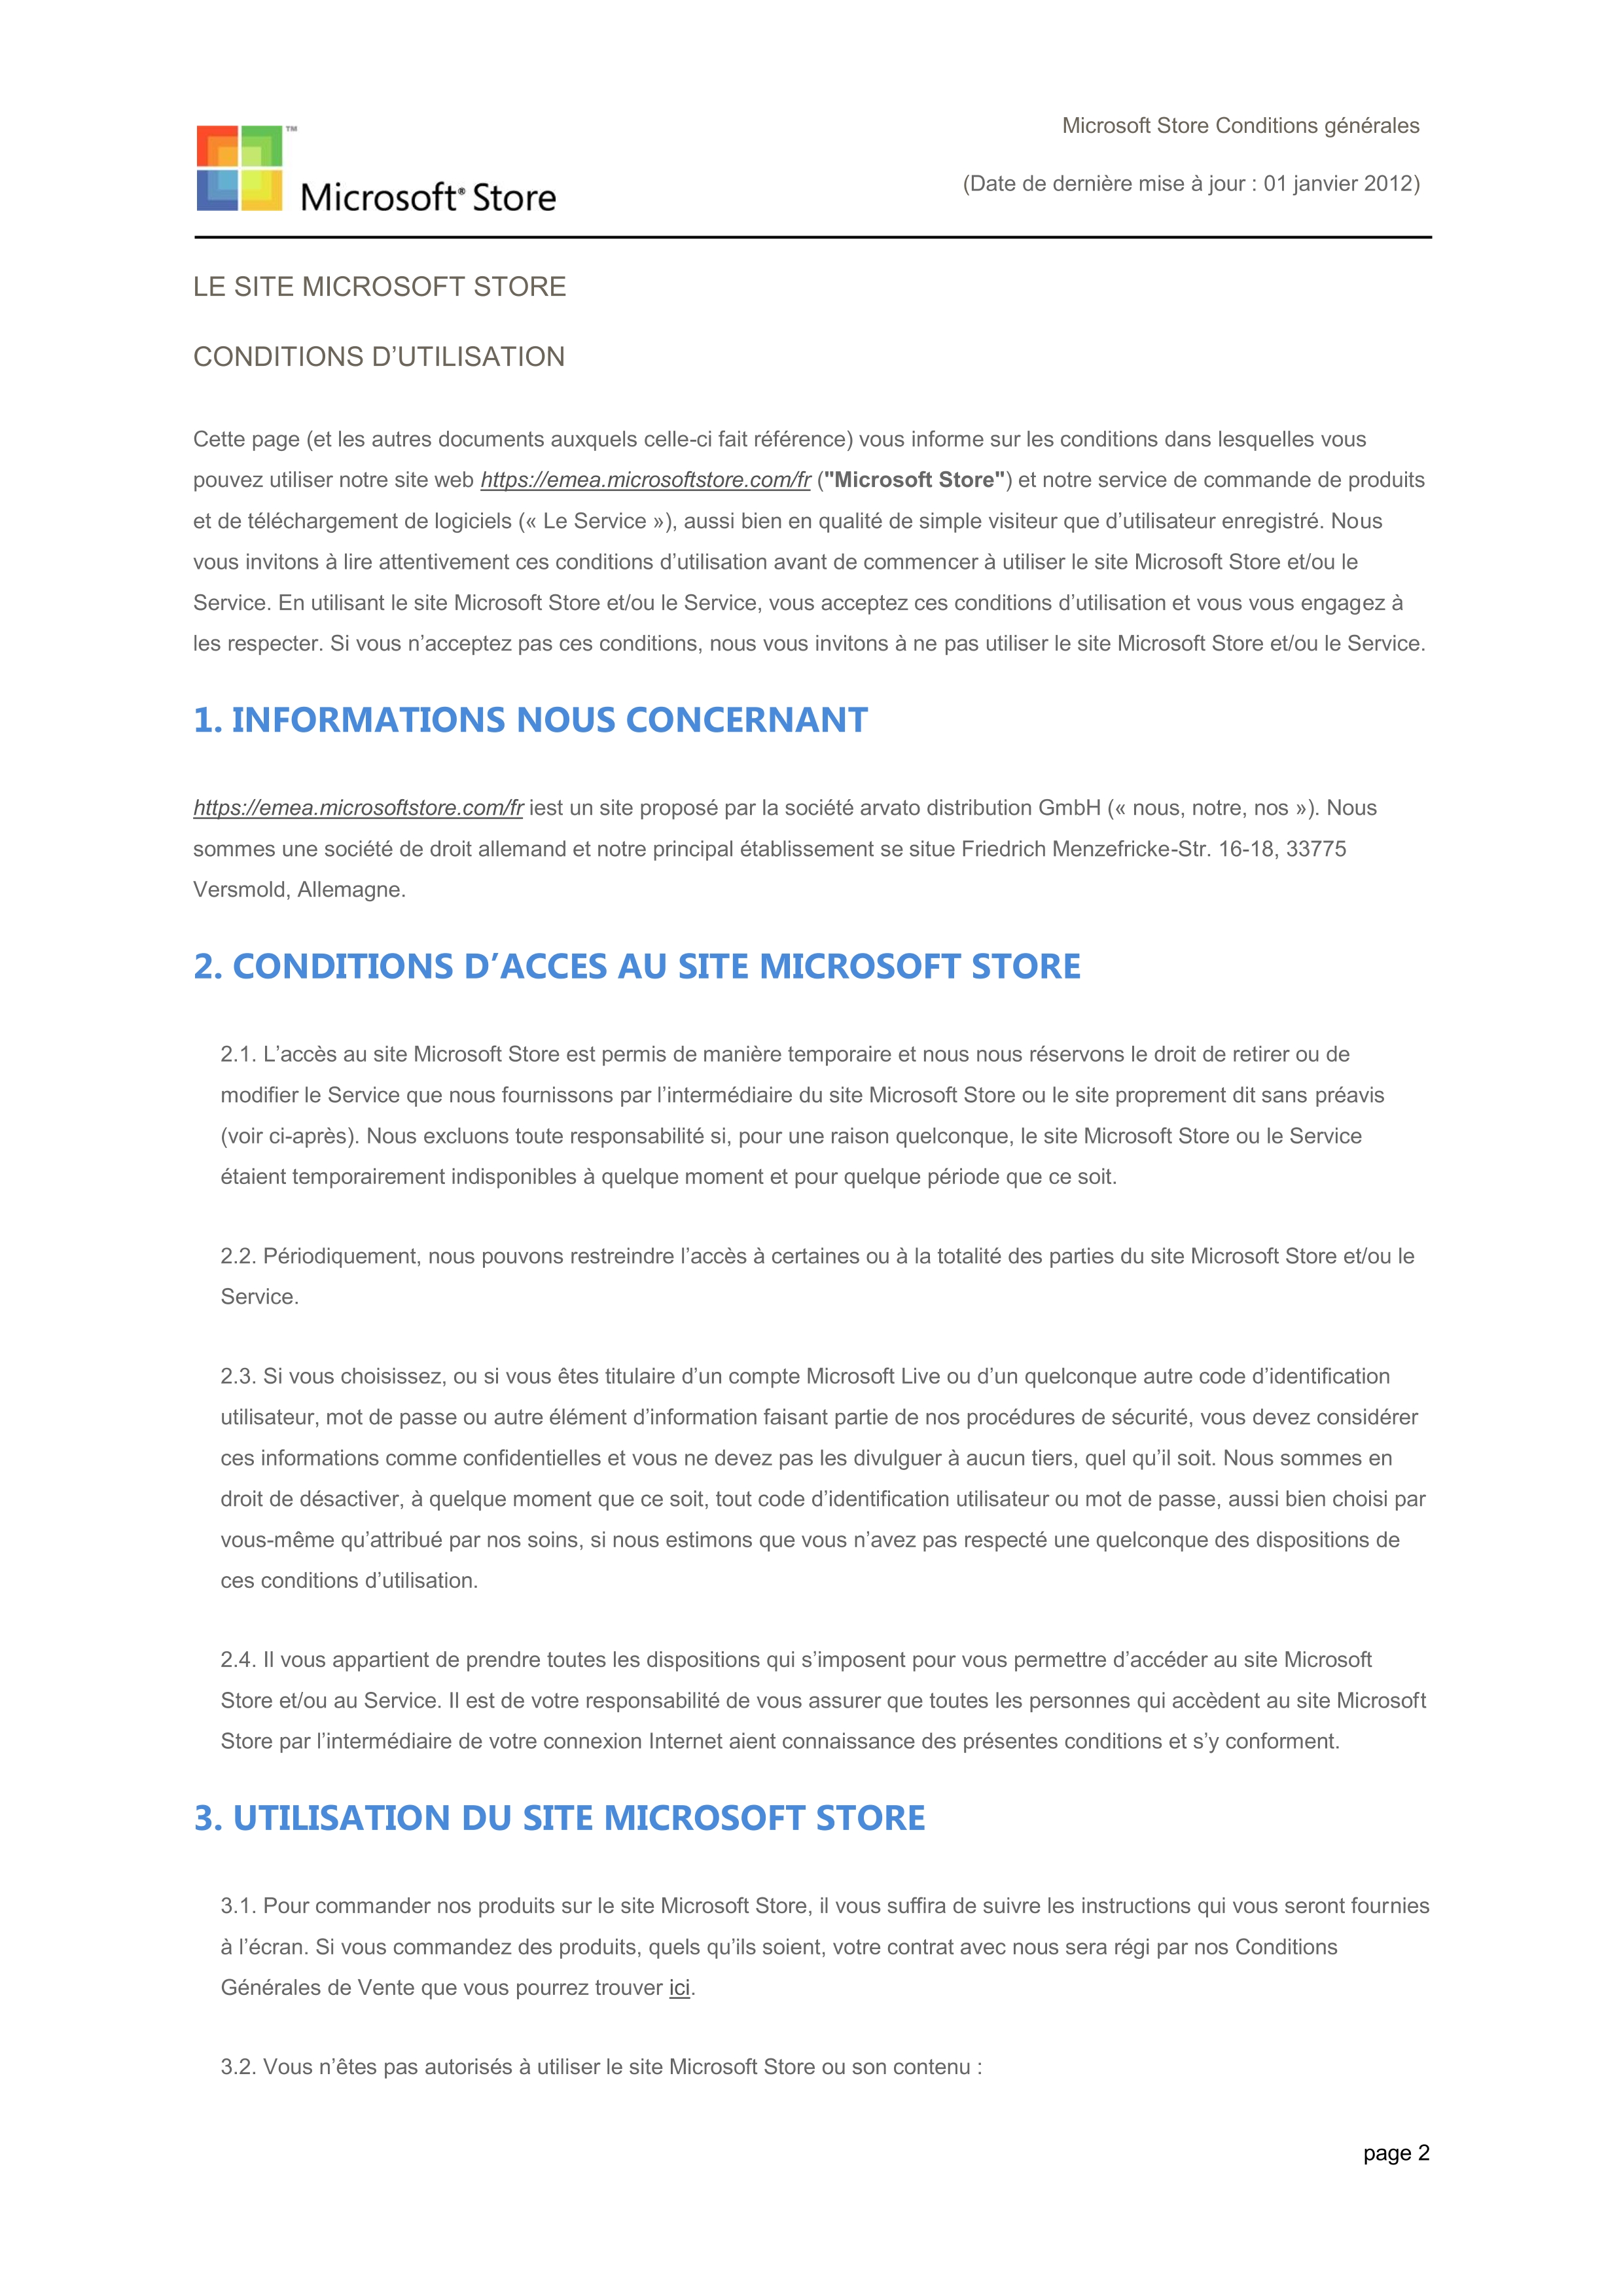 Microsoft Store Conditions générales
(Date de dernière mise à jour : 01 janvier 2012)
TM
Microsoft® Store
LE SITE MICROSOFT STORE
CONDITIONS D’UTILISATION
Cette page (et les autres documents auxquels celle-ci fait référence) vous informe sur les conditions dans lesquelles vous
pouvez utiliser notre site web https://emea.microsoftstore.com/fr ("Microsoft Store") et notre service de commande de produits
et de téléchargement de logiciels (« Le Service »), aussi bien en qualité de simple visiteur que d’utilisateur enregistré. Nous
vous invitons à lire attentivement ces conditions d’utilisation avant de commencer à utiliser le site Microsoft Store et/ou le
Service. En utilisant le site Microsoft Store et/ou le Service, vous acceptez ces conditions d’utilisation et vous vous engagez à
les respecter. Si vous n’acceptez pas ces conditions, nous vous invitons à ne pas utiliser le site Microsoft Store et/ou le Service.
1. INFORMATIONS NOUS CONCERNANT
https://emea.microsoftstore.com/fr iest un site proposé par la société arvato distribution GmbH (« nous, notre, nos »). Nous
sommes une société de droit allemand et notre principal établissement se situe Friedrich Menzefricke-Str. 16-18, 33775
Versmold, Allemagne.
2. CONDITIONS D’ACCES AU SITE MICROSOFT STORE
2.1. L’accès au site Microsoft Store est permis de manière temporaire et nous nous réservons le droit de retirer ou de
modifier le Service que nous fournissons par l’intermédiaire du site Microsoft Store ou le site proprement dit sans préavis
(voir ci-après). Nous excluons toute responsabilité si, pour une raison quelconque, le site Microsoft Store ou le Service
étaient temporairement indisponibles à quelque moment et pour quelque période que ce soit.
2.2. Périodiquement, nous pouvons restreindre l’accès à certaines ou à la totalité des parties du site Microsoft Store et/ou le
Service.
2.3. Si vous choisissez, ou si vous êtes titulaire d’un compte Microsoft Live ou d’un quelconque autre code d’identification
utilisateur, mot de passe ou autre élément d’information faisant partie de nos procédures de sécurité, vous devez considérer
ces informations comme confidentielles et vous ne devez pas les divulguer à aucun tiers, quel qu’il soit. Nous sommes en
droit de désactiver, à quelque moment que ce soit, tout code d’identification utilisateur ou mot de passe, aussi bien choisi par
vous-même qu’attribué par nos soins, si nous estimons que vous n’avez pas respecté une quelconque des dispositions de
ces conditions d’utilisation.
2.4. Il vous appartient de prendre toutes les dispositions qui s’imposent pour vous permettre d’accéder au site Microsoft
Store et/ou au Service. Il est de votre responsabilité de vous assurer que toutes les personnes qui accèdent au site Microsoft
Store par l’intermédiaire de votre connexion Internet aient connaissance des présentes conditions et s’y conforment.
3. UTILISATION DU SITE MICROSOFT STORE
3.1. Pour commander nos produits sur le site Microsoft Store, il vous suffira de suivre les instructions qui vous seront fournies
à l’écran. Si vous commandez des produits, quels qu’ils soient, votre contrat avec nous sera régi par nos Conditions
Générales de Vente que vous pourrez trouver ici.
3.2. Vous n’êtes pas autorisés à utiliser le site Microsoft Store ou son contenu :
page 2